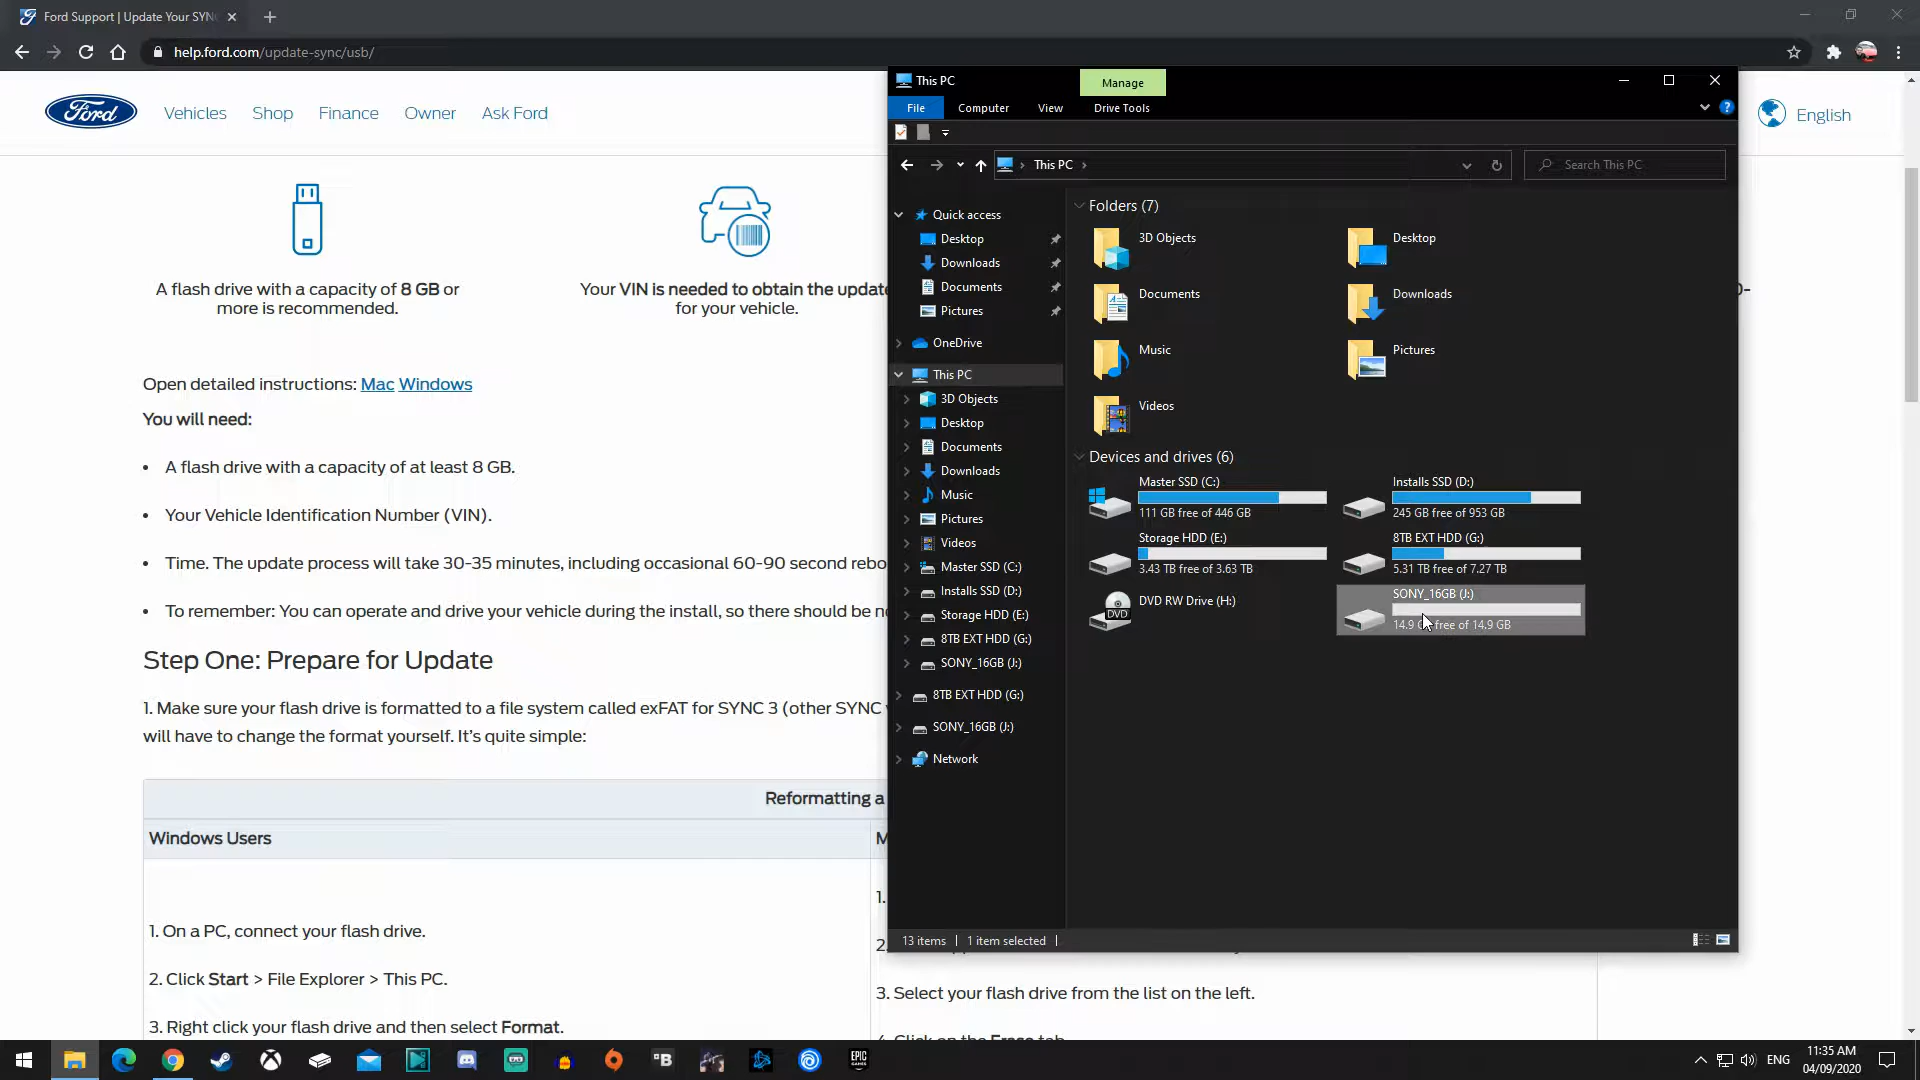 Ford Support | Update Your SYN
help.ford.com/update-sync/usb/
Ford
Vehicles
Shop
Finance
Owner
Ask Ford
English
A flash drive with a capacity of 8 GB or
more is recommended.
Your VIN is needed to obtain the update
for your vehicle.
Open detailed instructions: Mac Windows
You will need:
• A flash drive with a capacity of at least 8 GB.
• Your Vehicle Identification Number (VIN).
• Time. The update process will take 30-35 minutes, including occasional 60-90 second rebo
• To remember: You can operate and drive your vehicle during the install, so there should be
Step One: Prepare for Update
1. Make sure your flash drive is formatted to a file system called exFAT for SYNC 3 (other SYNC
will have to change the format yourself. It's quite simple:
Reformatting a
Windows Users
M
1. On a PC, connect your flash drive.
2. Click Start > File Explorer > This PC.
3. Right click your flash drive and then select Format.
1.
2.
3. Select your flash drive from the list on the left.
This PC
Manage
File
Computer
View
Drive Tools
This PC
Search This PC
Quick access
Desktop
Downloads
Documents
Pictures
OneDrive
This PC
3D Objects
Desktop
Documents
Downloads
Music
Pictures
Videos
Master SSD (C:)
Installs SSD (D:)
Storage HDD (E:)
8TB EXT HDD (G:)
SONY_16GB (J:)
8TB EXT HDD (G:)
SONY_16GB (J:)
Network
Folders (7)
3D Objects
Desktop
Documents
Downloads
Music
Pictures
Videos
Devices and drives (6)
Master SSD (C:)
111 GB free of 446 GB
Installs SSD (D:)
245 GB free of 953 GB
Storage HDD (E:)
3.43 TB free of 3.63 TB
8TB EXT HDD (G:)
5.31 TB free of 7.27 TB
DVD
DVD RW Drive (H:)
SONY_16GB (J:)
14.9 free of 14.9 GB
13 items
1 item selected
EPIC GAMES
ENG
11:35 AM
04/09/2020